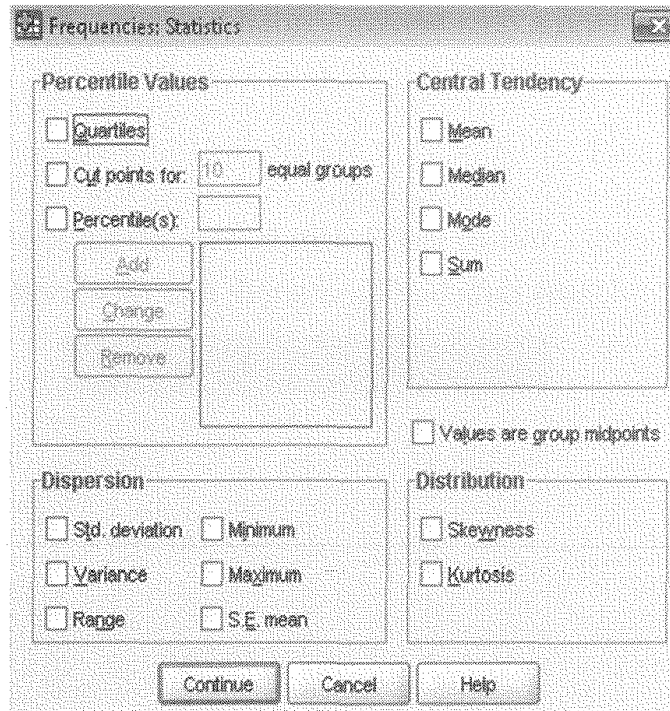 Frequencies: Statistics
Percentile Values
Quartiles
Cut points for: 10 equal groups
Percentile(s):
Add
Change
Remove
Central Tendency
Mean
Median
Mode
Sum
Values are group midpoints
Dispersion
Std. deviation
Minimum
Variance
Maximum
Range
S.E. mean
Distribution
Skewness
Kurtosis
Continue
Cancel
Help